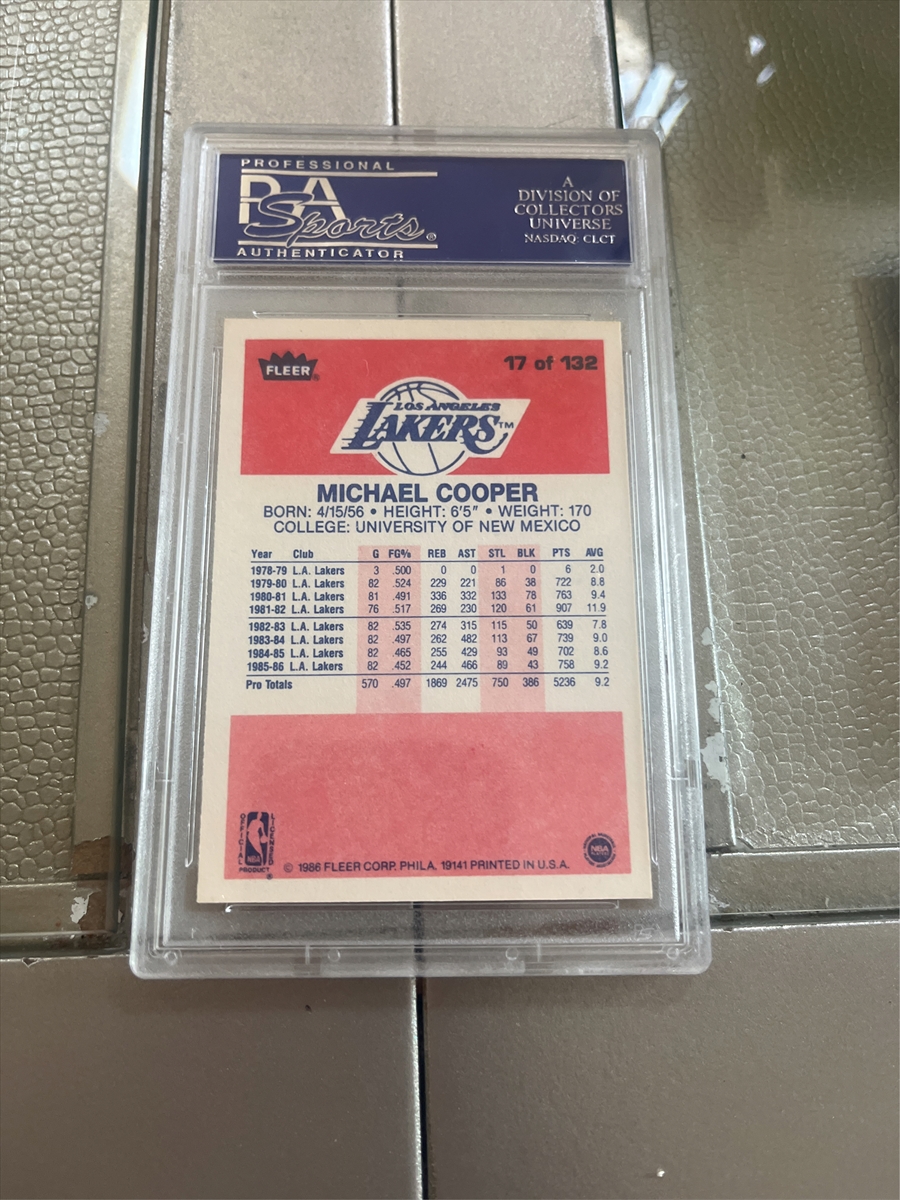 PROFESSIONAL
PSA
Sports®
AUTHENTICATOR
A
DIVISION OF
COLLECTORS
UNIVERSE
NASDAQ: CLCT
FLEER®
17 of 132
LOS ANGELES
LAKERS™
MICHAEL COOPER
BORN: 4/15/56 • HEIGHT: 6'5" • WEIGHT: 170
COLLEGE: UNIVERSITY OF NEW MEXICO
Year Club G FG% REB AST STL BLK PTS AVG
1978-79 L.A. Lakers 3 .500 0 0 1 0 6 2.0
1979-80 L.A. Lakers 82 .524 229 221 86 38 722 8.8
1980-81 L.A. Lakers 81 .491 336 332 133 78 763 9.4
1981-82 L.A. Lakers 76 .517 269 230 120 61 907 11.9
1982-83 L.A. Lakers 82 .535 274 315 115 50 639 7.8
1983-84 L.A. Lakers 82 .497 262 482 113 67 739 9.0
1984-85 L.A. Lakers 82 .465 255 429 93 49 702 8.6
1985-86 L.A. Lakers 82 .452 244 466 89 43 758 9.2
Pro Totals 570 .497 1869 2475 750 386 5236 9.2
OFFICIAL
LICENSED
NBA
PRODUCT®
© 1986 FLEER CORP. PHILA. 19141 PRINTED IN U.S.A.
NBA